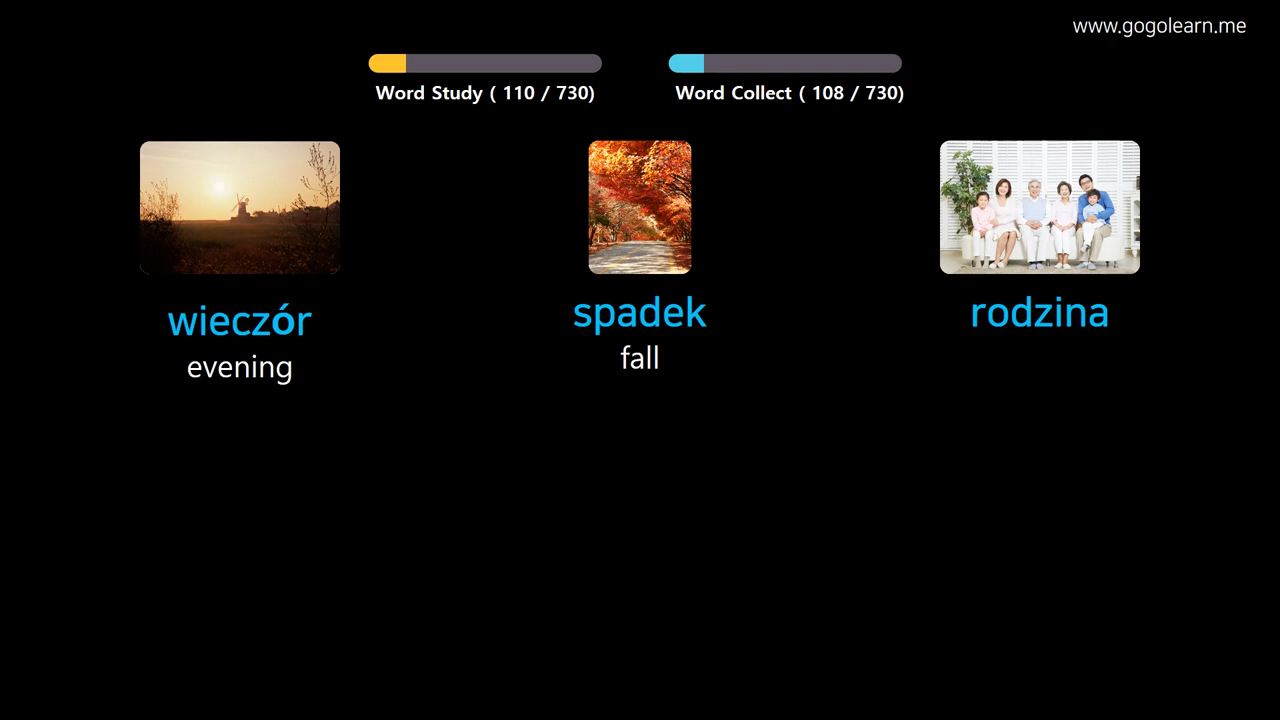 www.gogolearn.me
Word Study ( 110 / 730)
Word Collect ( 108 / 730)
wieczór
evening
spadek
fall
rodzina